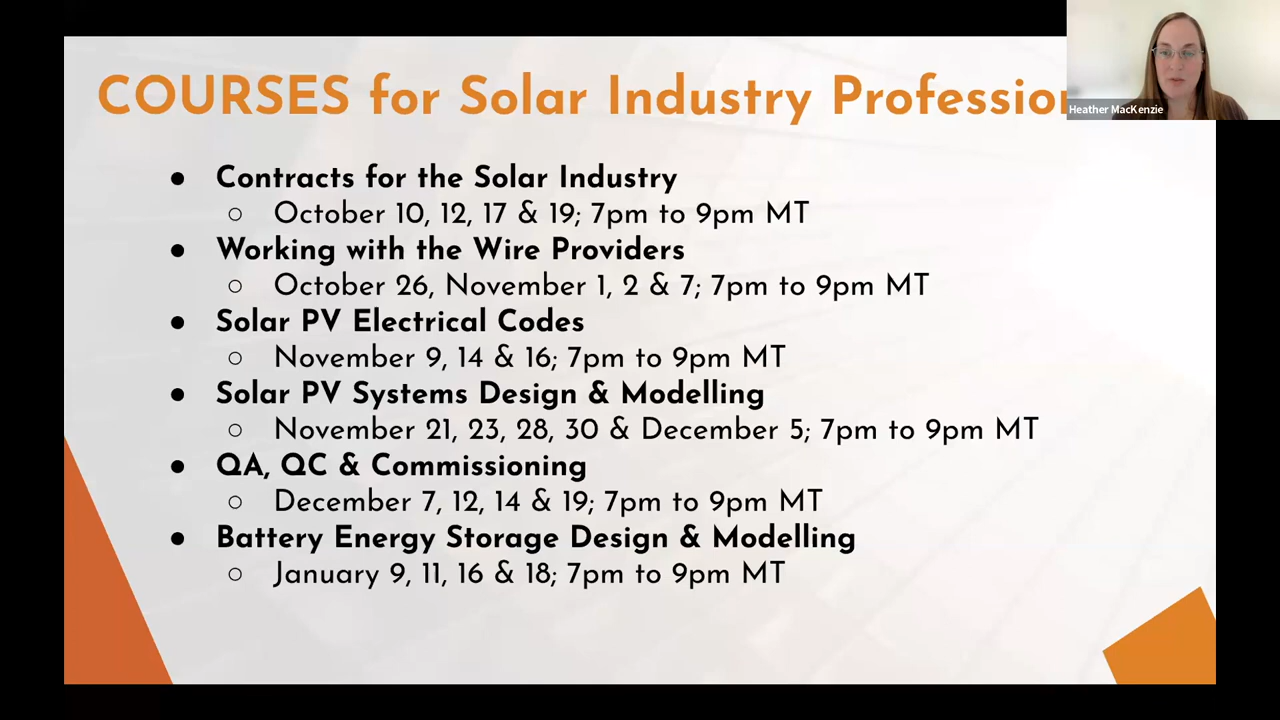 COURSES for Solar Industry Professio
Heather MacKenzie
● Contracts for the Solar Industry
○ October 10, 12, 17 & 19; 7pm to 9pm MT
● Working with the Wire Providers
○ October 26, November 1, 2 & 7; 7pm to 9pm MT
● Solar PV Electrical Codes
○ November 9, 14 & 16; 7pm to 9pm MT
● Solar PV Systems Design & Modelling
○ November 21, 23, 28, 30 & December 5; 7pm to 9pm MT
● QA, QC & Commissioning
○ December 7, 12, 14 & 19; 7pm to 9pm MT
● Battery Energy Storage Design & Modelling
○ January 9, 11, 16 & 18; 7pm to 9pm MT